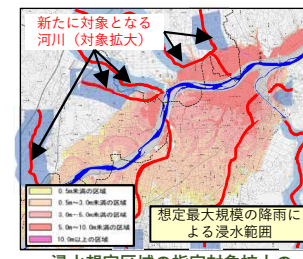 新たに対象となる
河川（対象拡大）
0.5m未満の区域
0.5m～3.0m未満の区域
3.0m～5.0m未満の区域
5.0m～10.0m未満の区域
10.0m以上の区域
想定最大規模の降雨に
よる浸水範囲
浸水想定区域の指定対象拡大の